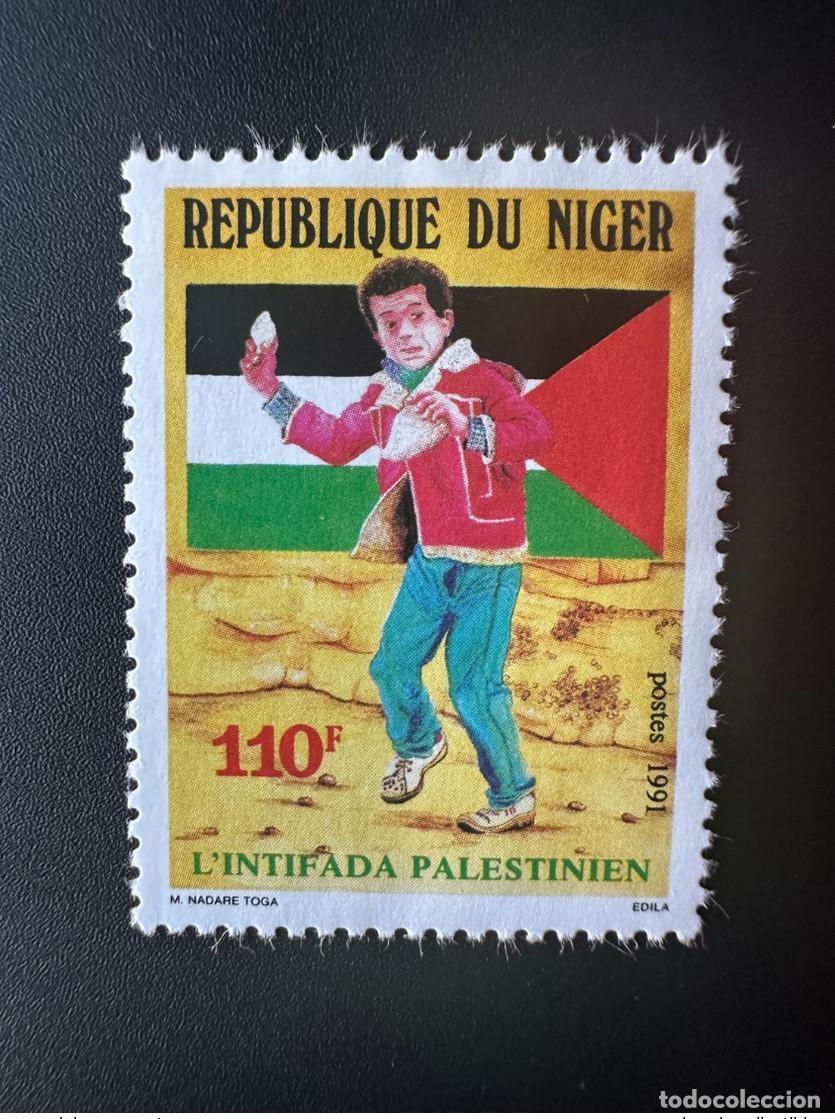 REPUBLIQUE DU NIGER
110F
postes 1991
L'INTIFADA PALESTINIEN
M. NADARE TOGA
EDILA
todocoleccion